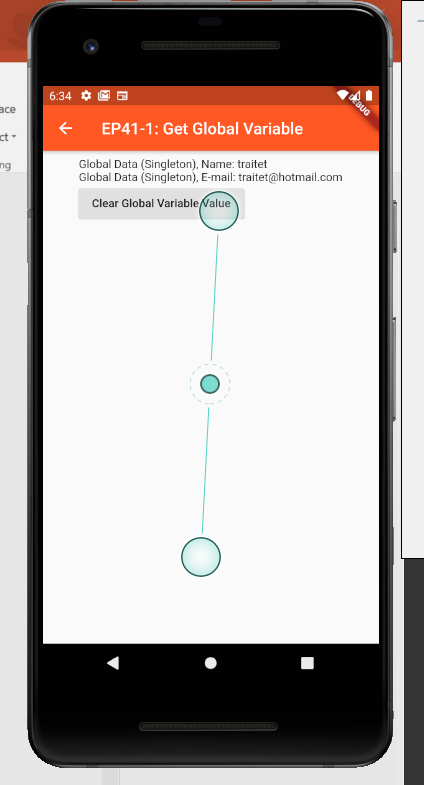 ace
ct
ng
6:34
DEBUG
EP41-1: Get Global Variable
Global Data (Singleton), Name: traitet
Global Data (Singleton), E-mail: traitet@hotmail.com
Clear Global Variable Value